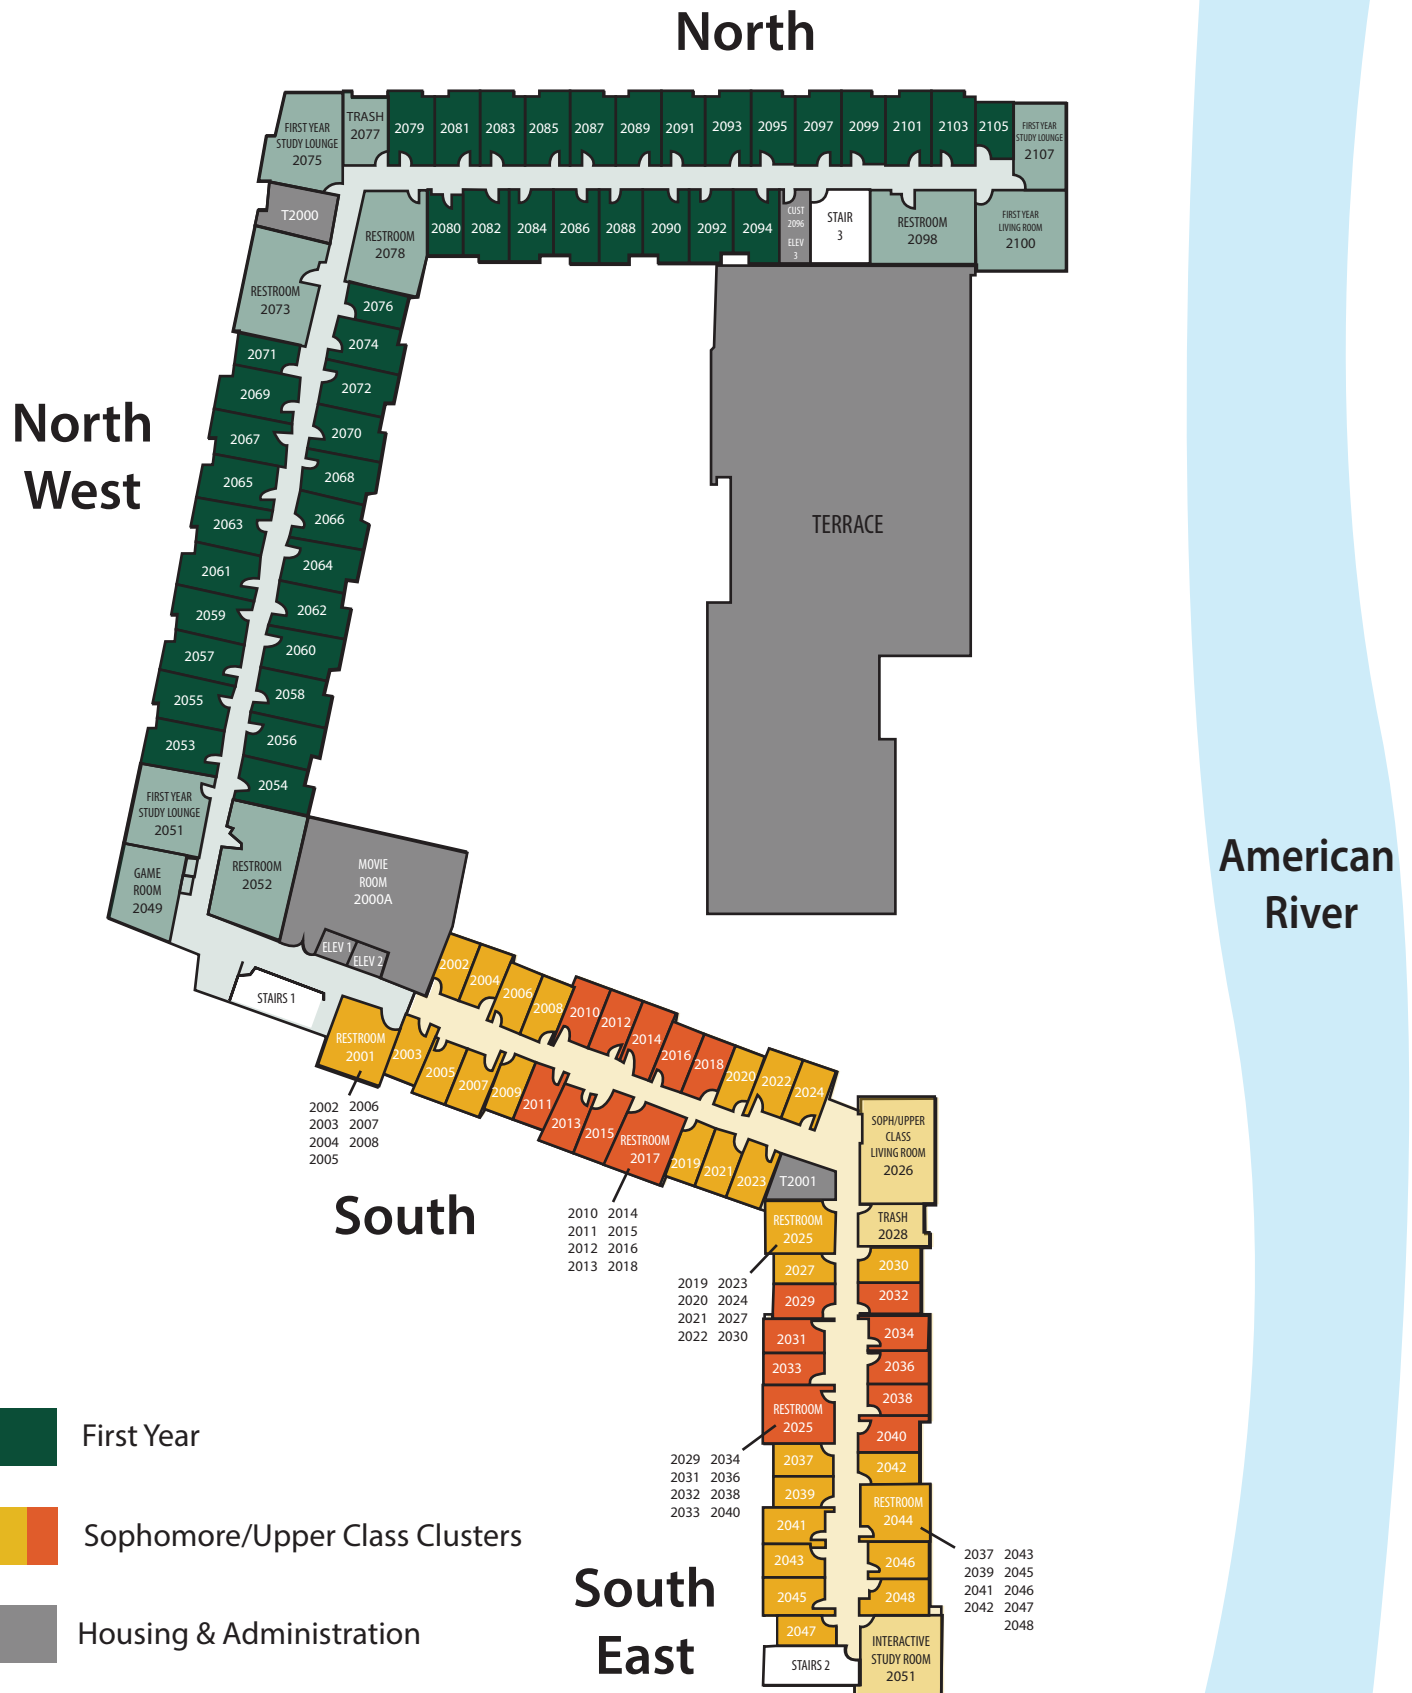 North
FIRST YEAR
STUDY LOUNGE
2075
TRASH
2077
2079
2081
2083
2085
2087
2089
2091
2093
2095
2097
2099
2101
2103
2105
FIRST YEAR
STUDY LOUNGE
2107
T2000
RESTROOM
2078
2080
2082
2084
2086
2088
2090
2092
2094
CUST
2096
ELEV
3
STAIR
3
RESTROOM
2098
FIRST YEAR
LIVING ROOM
2100
RESTROOM
2073
2076
2074
2071
2072
2069
2070
2067
2068
2065
2066
2063
2064
2061
2062
2059
2060
2057
2058
2055
2056
2053
2054
North
West
TERRACE
American
River
FIRST YEAR
STUDY LOUNGE
2051
GAME
ROOM
2049
RESTROOM
2052
MOVIE
ROOM
2000A
ELEV 1
ELEV 2
STAIRS 1
2002
2004
2006
2008
2010
2012
2014
2016
2018
2020
2022
2024
RESTROOM
2001
2003
2005
2007
2009
2011
2013
2015
RESTROOM
2017
2019
2021
2023
T2001
2002 2006
2003 2007
2004 2008
2005
South
2010 2014
2011 2015
2012 2016
2013 2018
SOPH/UPPER
CLASS
LIVING ROOM
2026
TRASH
2028
RESTROOM
2025
2019 2023
2020 2024
2021 2027
2022 2030
2027
2030
2029
2032
2031
2034
2033
2036
2038
RESTROOM
2025
2040
2029 2034
2031 2036
2032 2038
2033 2040
2037
2042
2039
RESTROOM
2044
2041
2043
2046
2045
2048
2047
2037 2043
2039 2045
2041 2046
2042 2047
2048
STAIRS 2
INTERACTIVE
STUDY ROOM
2051
South
East
First Year
Sophomore/Upper Class Clusters
Housing & Administration